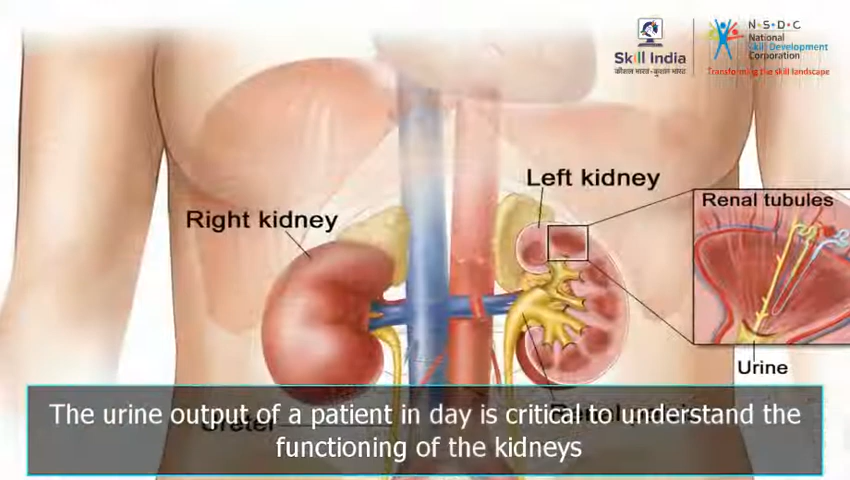 N·S·D·C
National
Skill Development
Corporation
Transforming the skill landscape
Skill India
कौशल भारत-कुशल भारत
Left kidney
Renal tubules
Right kidney
Urine
Ureter
The urine output of a patient in day is critical to understand the
functioning of the kidneys